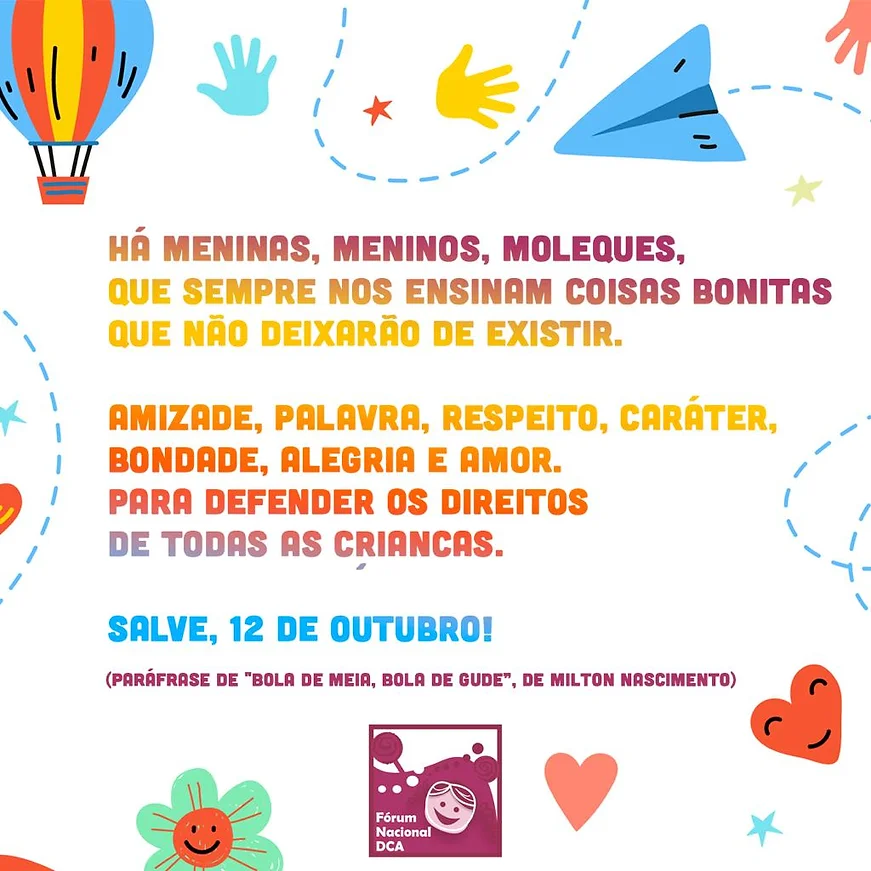 HÁ MENINAS, MENINOS, MOLEQUES,
QUE SEMPRE NOS ENSINAM COISAS BONITAS
QUE NÃO DEIXARÃO DE EXISTIR.
AMIZADE, PALAVRA, RESPEITO, CARÁTER,
BONDADE, ALEGRIA E AMOR.
PARA DEFENDER OS DIREITOS
DE TODAS AS CRIANÇAS.
SALVE, 12 DE OUTUBRO!
(PARÁFRASE DE "BOLA DE MEIA, BOLA DE GUDE”, DE MILTON NASCIMENTO)
Fórum
Nacional
DCA